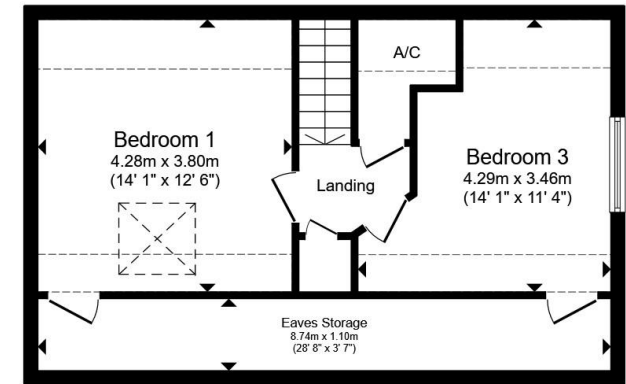 Bedroom 1
4.28m x 3.80m
(14' 1" x 12' 6")
A/C
Landing
Bedroom 3
4.29m x 3.46m
(14' 1" x 11' 4")
Eaves Storage
8.74m x 1.10m
(28' 8" x 3' 7")